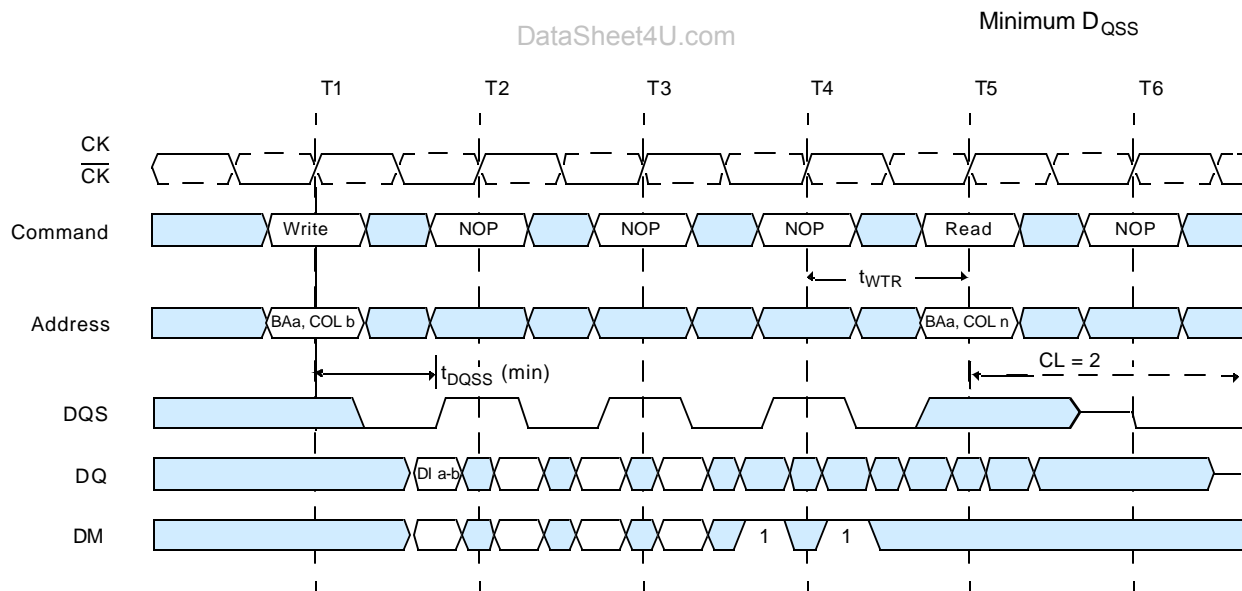 DataSheet4U.com
Minimum DQSS
T1 T2 T3 T4 T5 T6
CK
CK
Command Write NOP NOP NOP Read NOP
tWTR
Address BAa, COL b BAa, COL n
tDQSS (min) CL = 2
DQS
DQ DI a-b
DM 1 1